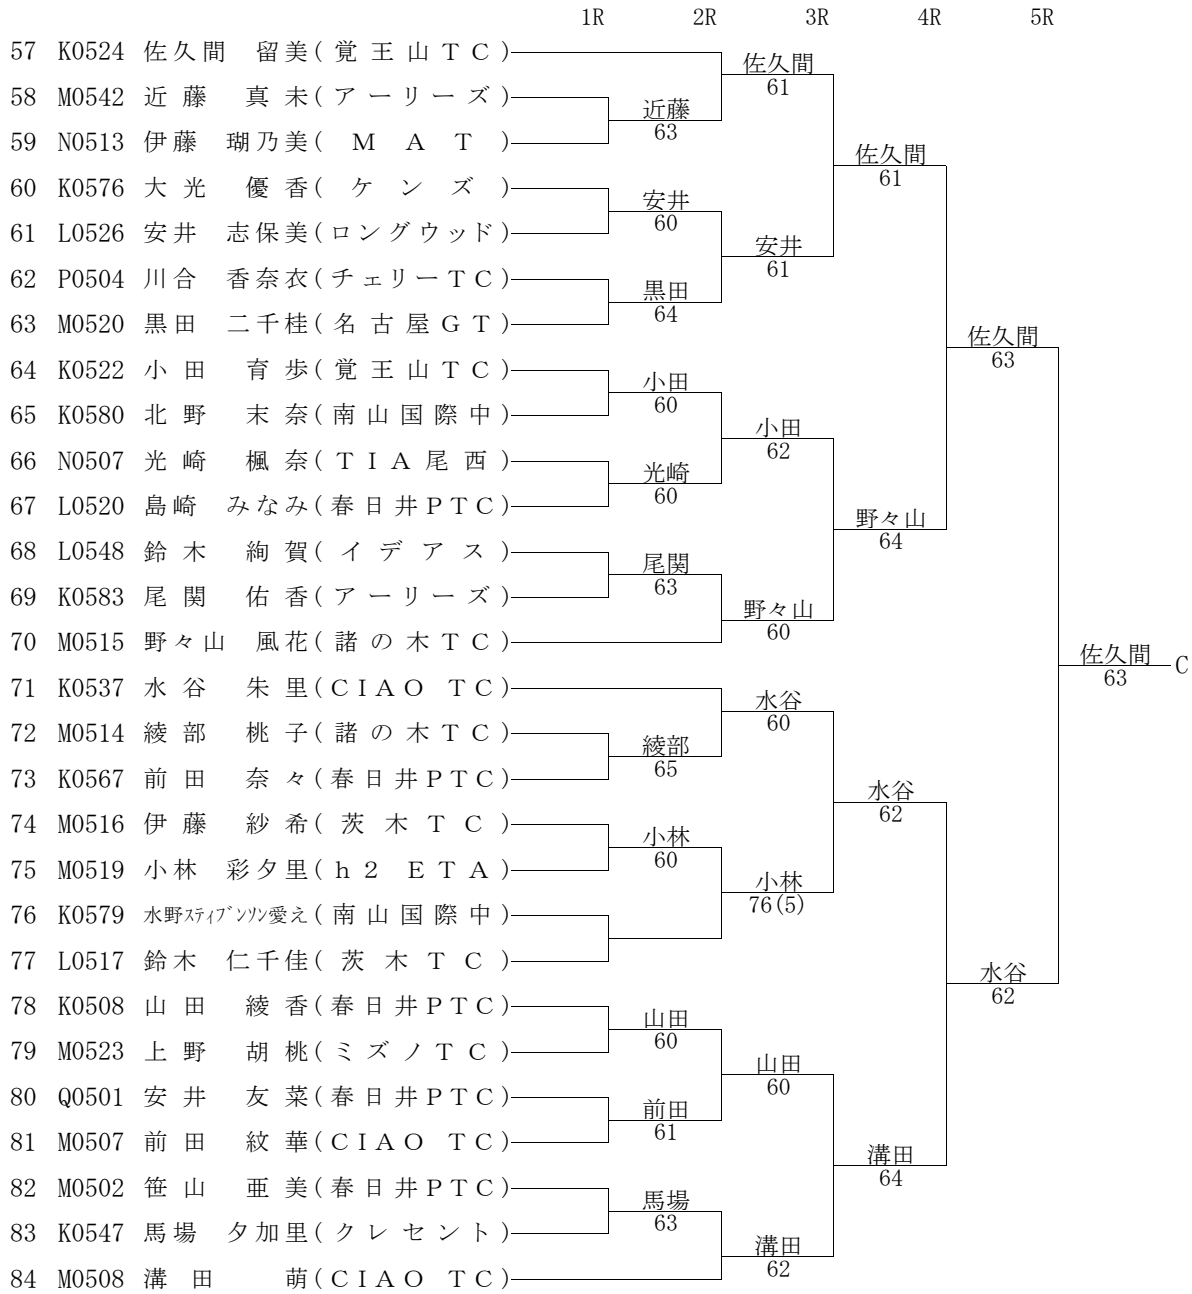 1R 2R 3R 4R 5R
57 K0524 佐久間 留美(覚王山TC)
佐久間
61
58 M0542 近藤 真未(アーリーズ)
近藤
63
59 N0513 伊藤 瑚乃美(MAT)
佐久間
61
60 K0576 大光 優香(ケンズ)
安井
60
61 L0526 安井 志保美(ロングウッド)
安井
61
62 P0504 川合 香奈衣(チェリーTC)
黒田
64
63 M0520 黒田 二千桂(名古屋GT)
佐久間
63
64 K0522 小田 育歩(覚王山TC)
小田
60
65 K0580 北野 末奈(南山国際中)
小田
62
66 N0507 光崎 楓奈(TIA尾西)
光崎
60
67 L0520 島崎 みなみ(春日井PTC)
野々山
64
68 L0548 鈴木 絢賀(イデアス)
尾関
63
69 K0583 尾関 佑香(アーリーズ)
野々山
60
70 M0515 野々山 風花(諸の木TC)
佐久間 C
63
71 K0537 水谷 朱里(CIAO TC)
水谷
60
72 M0514 綾部 桃子(諸の木TC)
綾部
65
73 K0567 前田 奈々(春日井PTC)
水谷
62
74 M0516 伊藤 紗希(茨木TC)
小林
60
75 M0519 小林 彩夕里(h2 ETA)
小林
76(5)
76 K0579 水野スティブンソン愛え(南山国際中)
77 L0517 鈴木 仁千佳(茨木TC)
水谷
62
78 K0508 山田 綾香(春日井PTC)
山田
60
79 M0523 上野 胡桃(ミズノTC)
山田
60
80 Q0501 安井 友菜(春日井PTC)
前田
61
81 M0507 前田 紋華(CIAO TC)
溝田
64
82 M0502 笹山 亜美(春日井PTC)
馬場
63
83 K0547 馬場 夕加里(クレセント)
溝田
62
84 M0508 溝田 萌(CIAO TC)